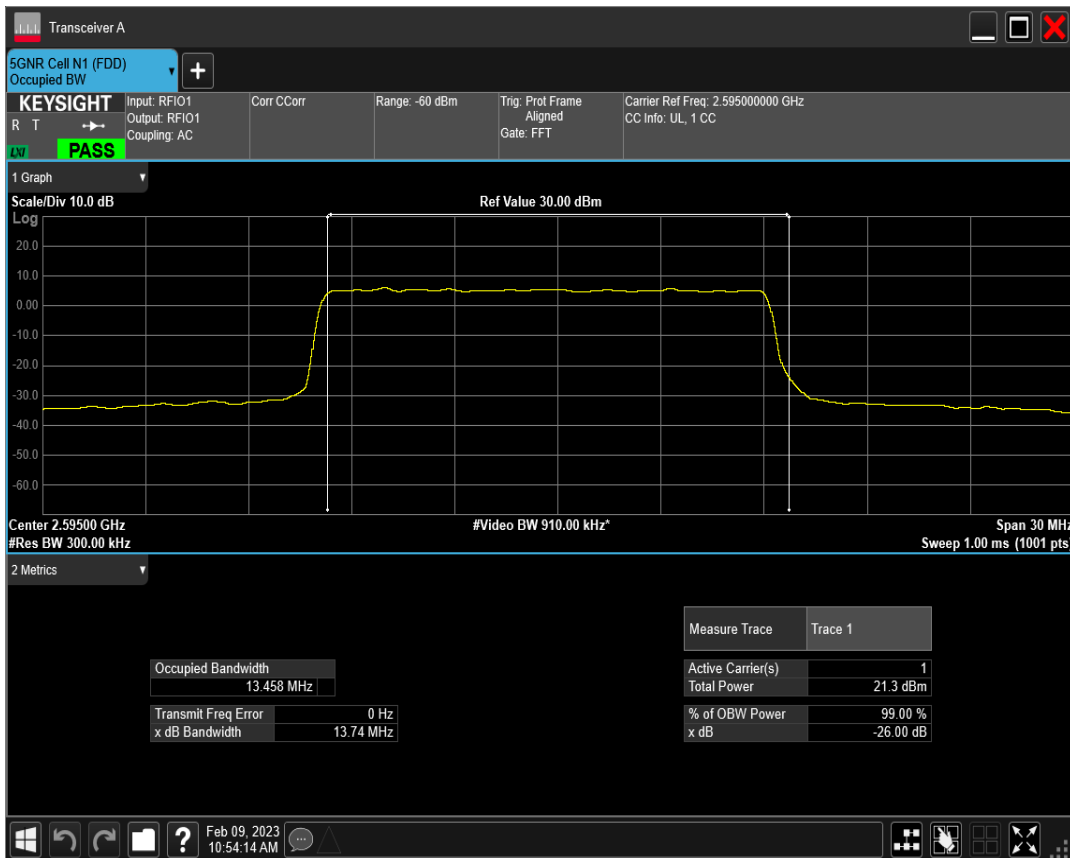 Transceiver A
5GNR Cell N1 (FDD)
Occupied BW
+
KEYSIGHT
R T
LXI
PASS
Input: RFIO1
Output: RFIO1
Coupling: AC
Corr CCorr
Range: -60 dBm
Trig: Prot Frame
Aligned
Gate: FFT
Carrier Ref Freq: 2.595000000 GHz
CC Info: UL, 1 CC
1 Graph
Scale/Div 10.0 dB
Ref Value 30.00 dBm
Log
20.0
10.0
0.00
-10.0
-20.0
-30.0
-40.0
-50.0
-60.0
Center 2.59500 GHz
#Video BW 910.00 kHz*
Span 30 MHz
#Res BW 300.00 kHz
Sweep 1.00 ms (1001 pts)
2 Metrics
Measure Trace Trace 1
Occupied Bandwidth
13.458 MHz
Active Carrier(s) 1
Total Power 21.3 dBm
Transmit Freq Error 0 Hz
x dB Bandwidth 13.74 MHz
% of OBW Power 99.00 %
x dB -26.00 dB
?
Feb 09, 2023
10:54:14 AM